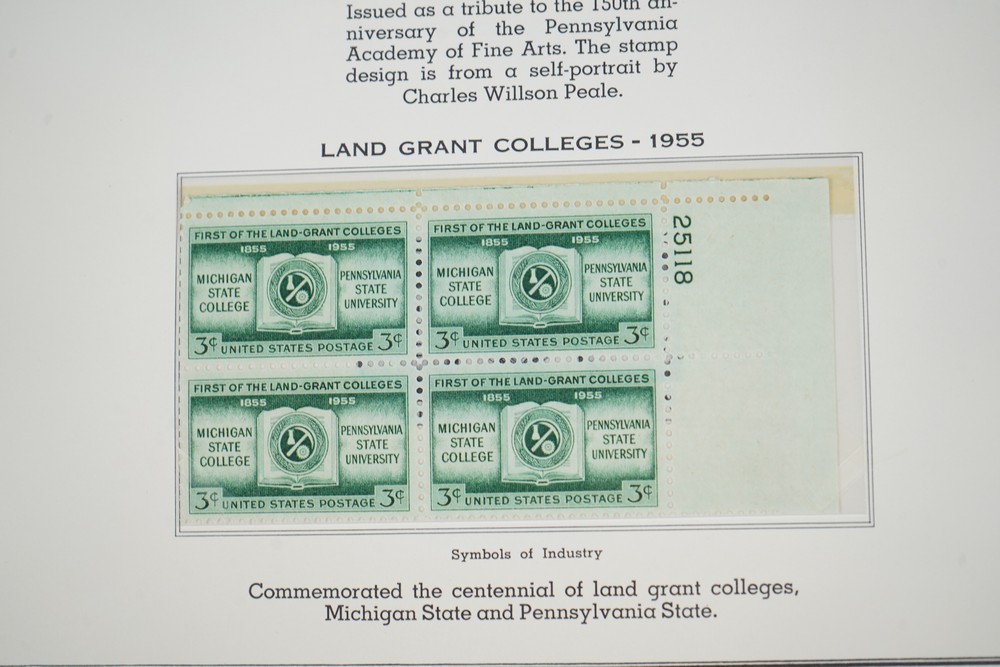 Issued as a tribute to the 150th an-
niversary of the Pennsylvania
Academy of Fine Arts. The stamp
design is from a self-portrait by
Charles Willson Peale.
LAND GRANT COLLEGES - 1955
FIRST OF THE LAND-GRANT COLLEGES
1855 1955
MICHIGAN
STATE
COLLEGE
PENNSYLVANIA
STATE
UNIVERSITY
3¢ UNITED STATES POSTAGE 3¢
FIRST OF THE LAND-GRANT COLLEGES
1855 1955
MICHIGAN
STATE
COLLEGE
PENNSYLVANIA
STATE
UNIVERSITY
3¢ UNITED STATES POSTAGE 3¢
25118
FIRST OF THE LAND-GRANT COLLEGES
1855 1955
MICHIGAN
STATE
COLLEGE
PENNSYLVANIA
STATE
UNIVERSITY
3¢ UNITED STATES POSTAGE 3¢
FIRST OF THE LAND-GRANT COLLEGES
1855 1955
MICHIGAN
STATE
COLLEGE
PENNSYLVANIA
STATE
UNIVERSITY
3¢ UNITED STATES POSTAGE 3¢
Symbols of Industry
Commemorated the centennial of land grant colleges,
Michigan State and Pennsylvania State.